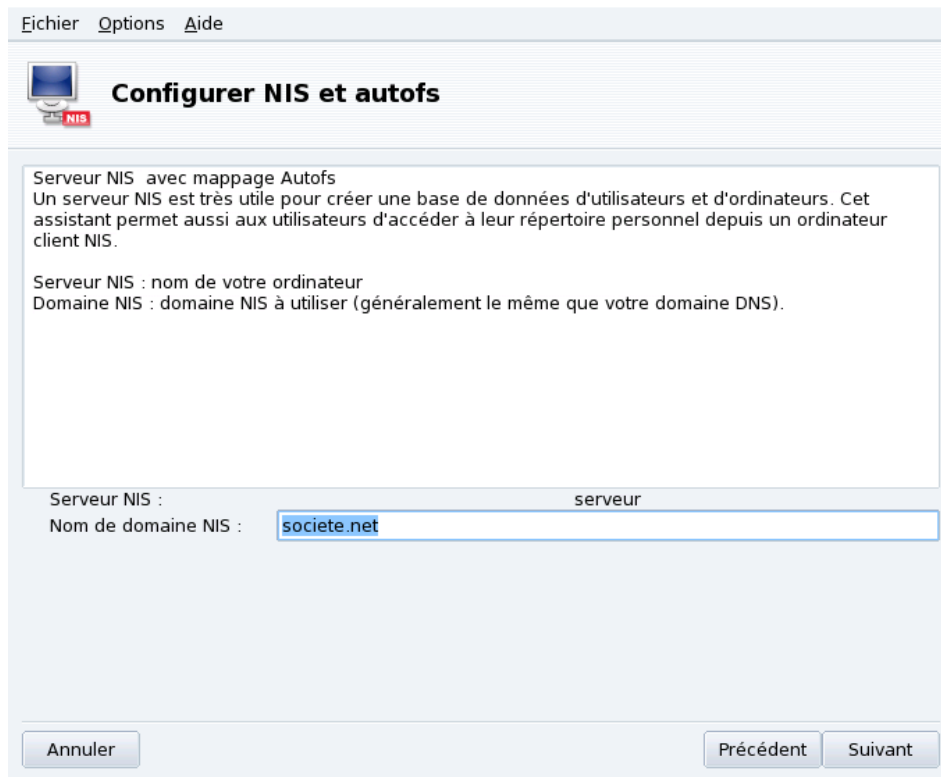 Fichier Options Aide
NIS
Configurer NIS et autofs
Serveur NIS  avec mappage Autofs
Un serveur NIS est très utile pour créer une base de données d'utilisateurs et d'ordinateurs. Cet
assistant permet aussi aux utilisateurs d'accéder à leur répertoire personnel depuis un ordinateur
client NIS.
Serveur NIS : nom de votre ordinateur
Domaine NIS : domaine NIS à utiliser (généralement le même que votre domaine DNS).
Serveur NIS : serveur
Nom de domaine NIS : societe.net
Annuler Précédent Suivant